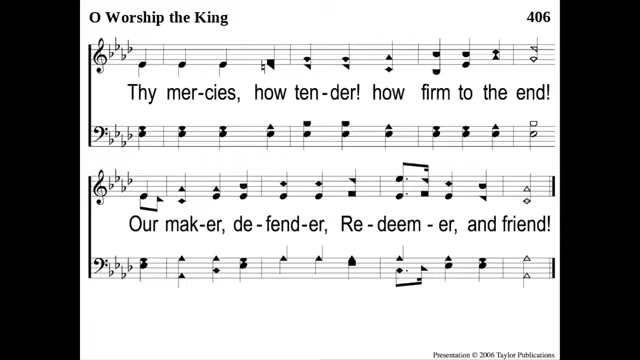 O Worship the King 406
Thy mer-cies, how ten-der! how firm to the end!
Our mak-er, de-fend-er, Re-deem-er, and friend!
Presentation © 2006 Taylor Publications